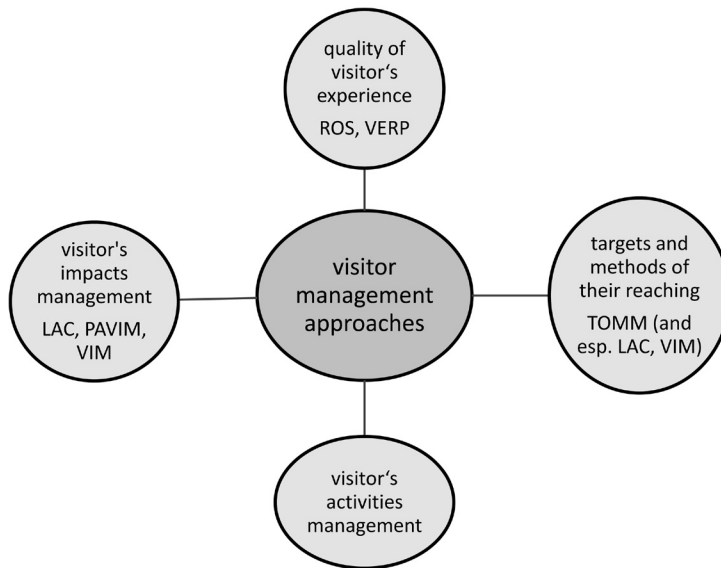 quality of
visitor‘s
experience
ROS, VERP
visitor's
impacts
management
LAC, PAVIM,
VIM
visitor
management
approaches
targets and
methods of
their reaching
TOMM (and
esp. LAC, VIM)
visitor‘s
activities
management